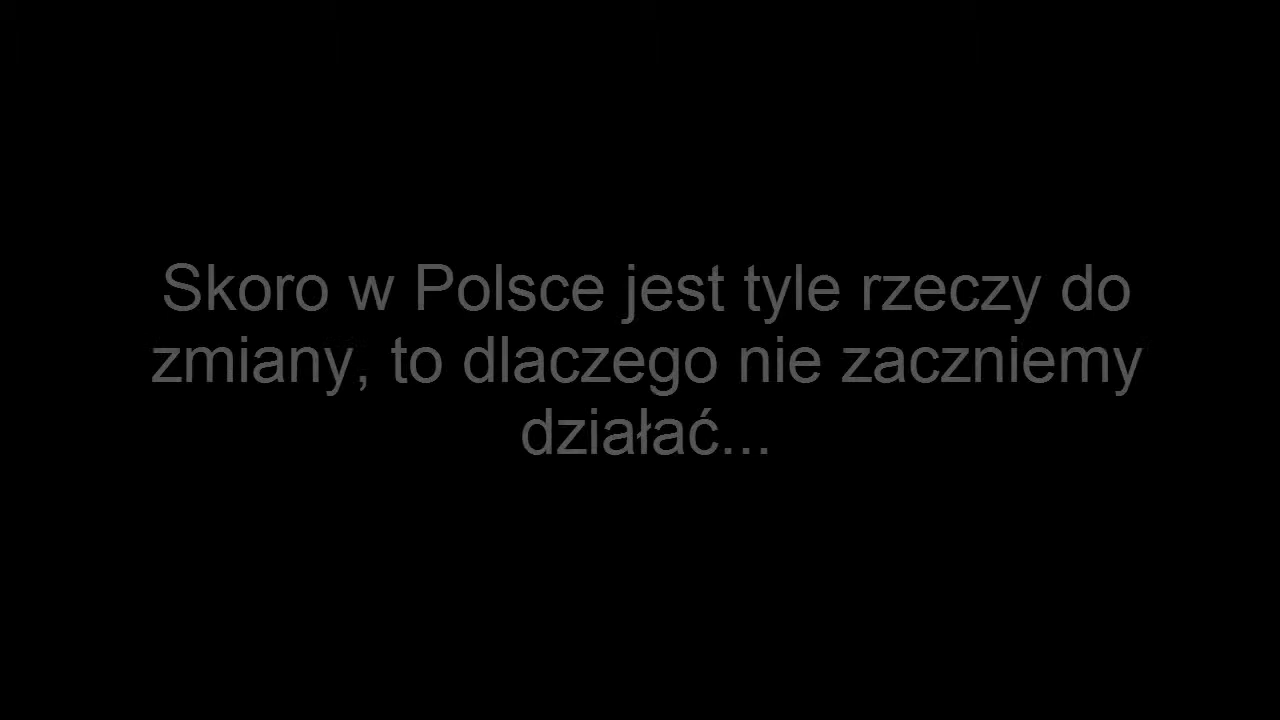 Skoro w Polsce jest tyle rzeczy do
zmiany, to dlaczego nie zaczniemy
działać...